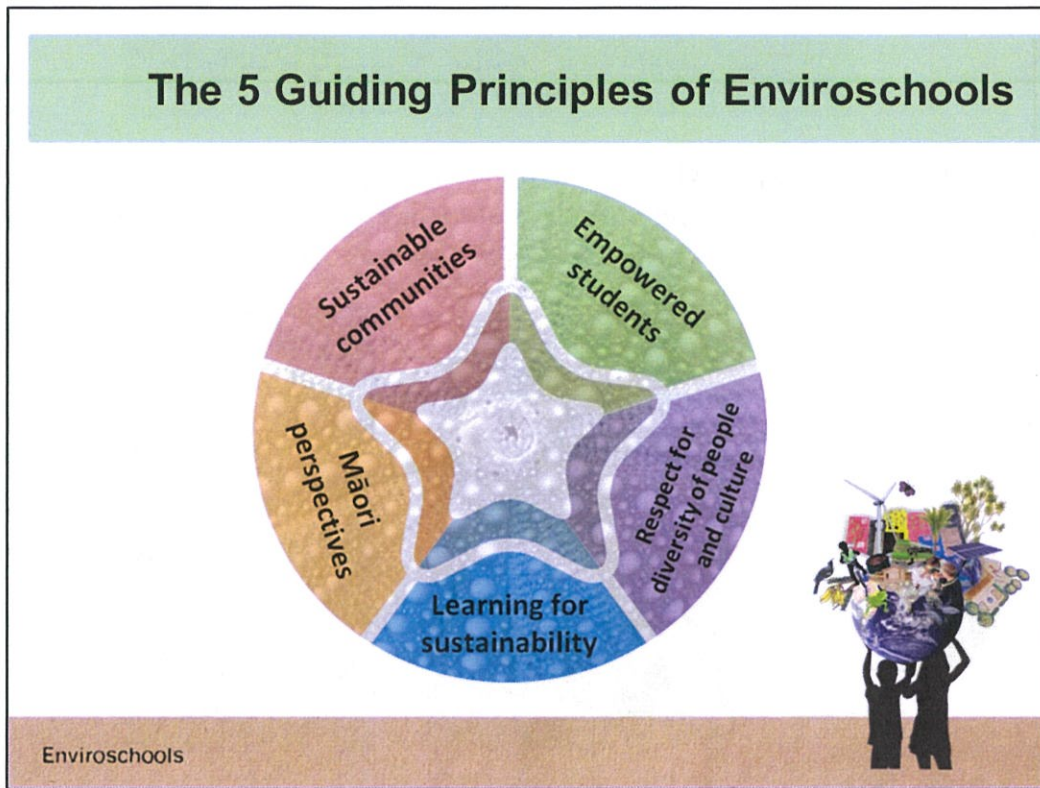 The 5 Guiding Principles of Enviroschools
Sustainable
communities
Empowered
students
Māori
perspectives
Respect for
diversity of people
and culture
Learning for
sustainability
Enviroschools